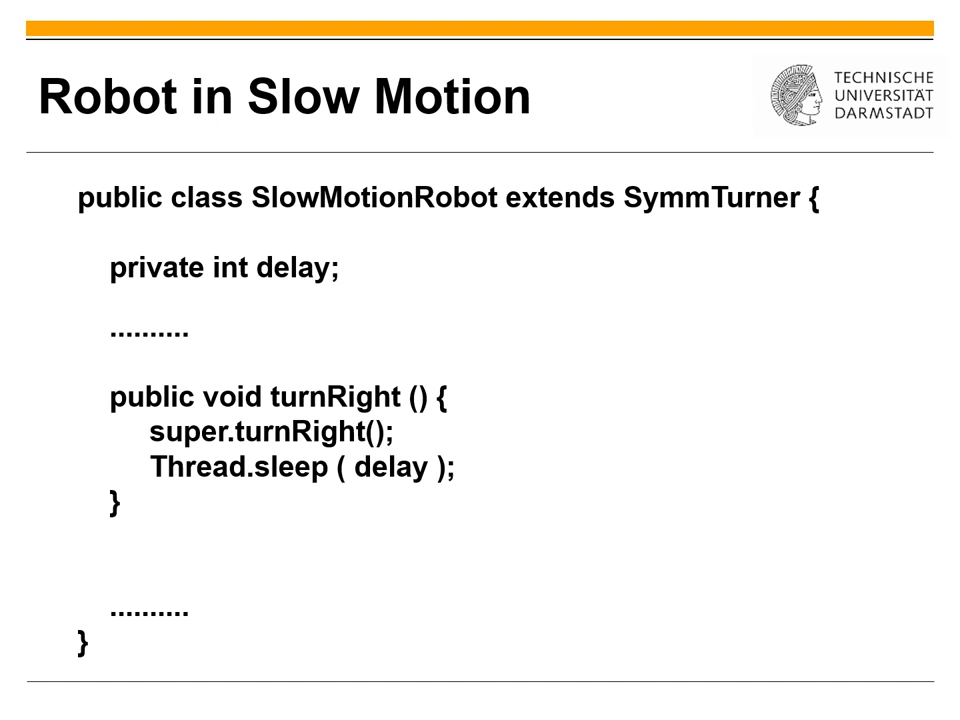 Robot in Slow Motion
TECHNISCHE
UNIVERSITÄT
DARMSTADT
public class SlowMotionRobot extends SymmTurner {
private int delay;
..........
public void turnRight () {
super.turnRight();
Thread.sleep ( delay );
}
..........
}